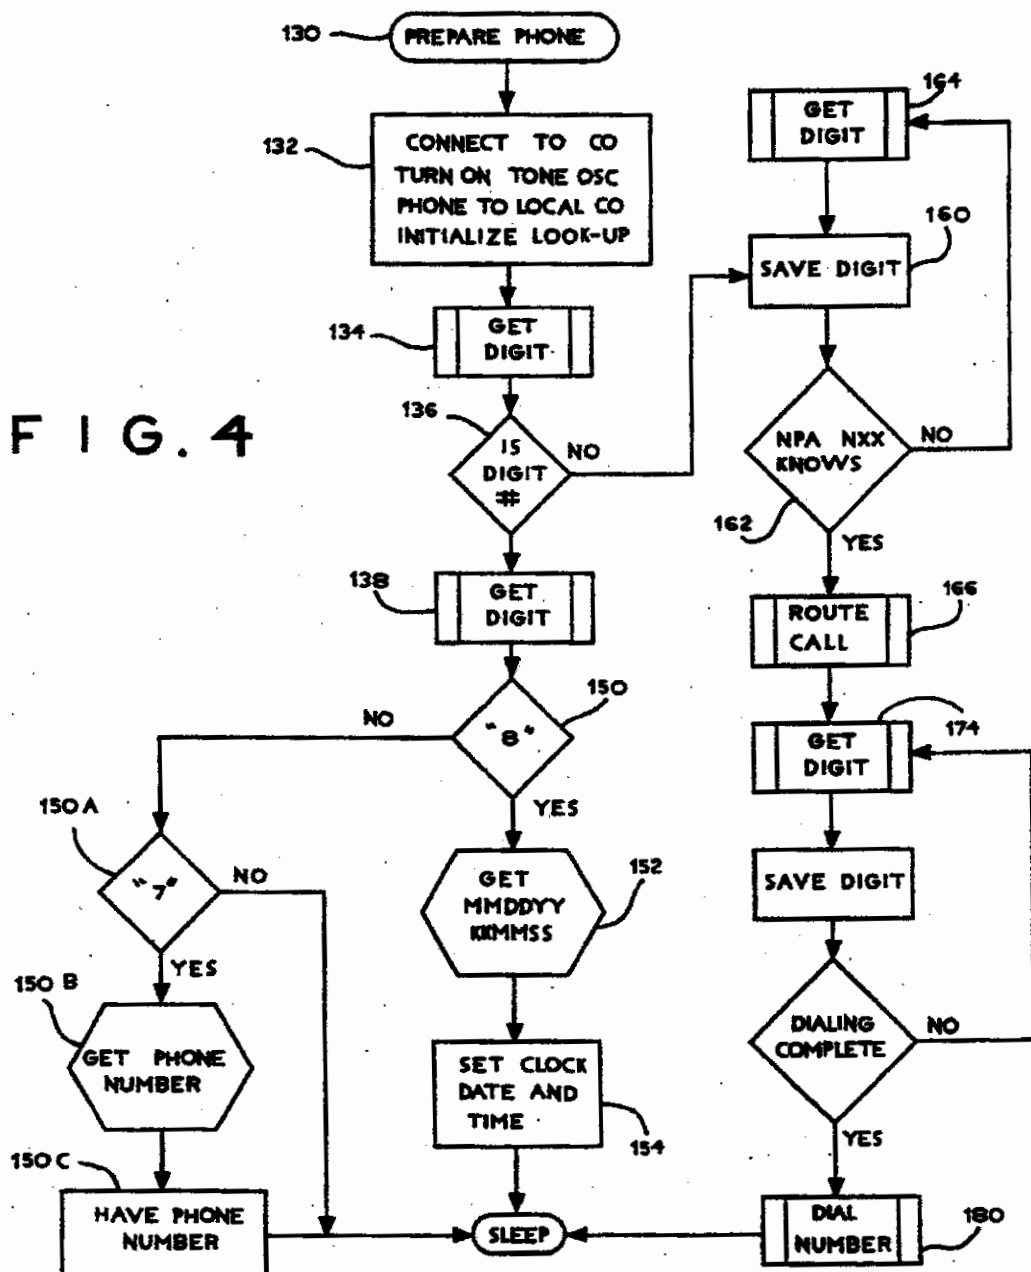 130
PREPARE PHONE
132
CONNECT TO CO
TURN ON TONE OSC
PHONE TO LOCAL CO
INITIALIZE LOOK-UP
134
GET
DIGIT
FIG. 4
136
IS
DIGIT
#
NO
138
GET
DIGIT
150
"8"
NO
YES
150A
"7"
NO
YES
150B
GET PHONE
NUMBER
150C
HAVE PHONE
NUMBER
152
GET
MMDDYY
KKMMSS
SET CLOCK
DATE AND
TIME
154
SLEEP
164
GET
DIGIT
160
SAVE DIGIT
NPA NXX
KNOWS
NO
162
YES
ROUTE
CALL
166
GET
DIGIT
174
SAVE DIGIT
DIALING
COMPLETE
NO
YES
DIAL
NUMBER
180